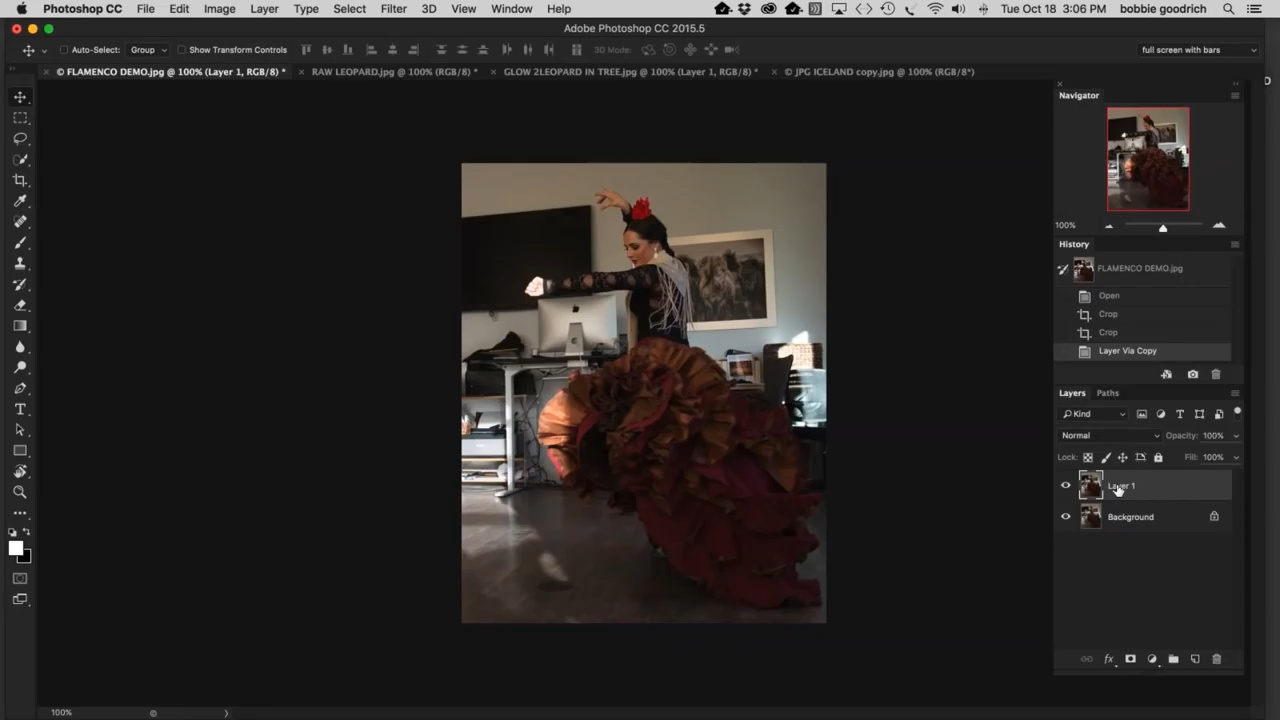 Photoshop CC File Edit Image Layer Type Select Filter 3D View Window Help Tue Oct 18 3:06 PM bobbie goodrich
Adobe Photoshop CC 2015.5
Auto-Select: Group Show Transform Controls 3D Mode: full screen with bars
© FLAMENCO DEMO.jpg @ 100% (Layer 1, RGB/8) * RAW LEOPARD.jpg @ 100% (RGB/8) * GLOW 2LEOPARD IN TREE.jpg @ 100% (Layer 1, RGB/8) * © JPG ICELAND copy.jpg @ 100% (RGB/8*)
Navigator
100%
History
FLAMENCO DEMO.jpg
Open
Crop
Crop
Layer Via Copy
Layers Paths
Kind
Normal Opacity: 100%
Lock: Fill: 100%
Layer 1
Background
fx
100%